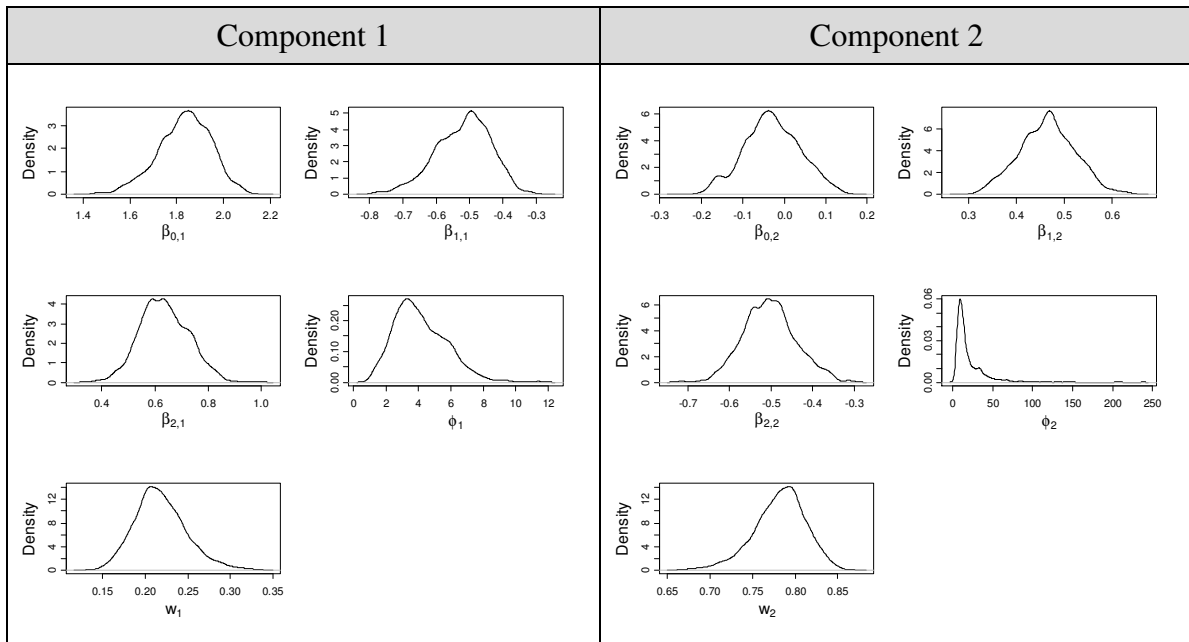 Component 1
Component 2
Density
0 1 2 3
1.4 1.6 1.8 2.0 2.2
β0,1
Density
0 1 2 3 4 5
-0.8 -0.7 -0.6 -0.5 -0.4 -0.3
β1,1
Density
0 2 4 6
-0.3 -0.2 -0.1 0.0 0.1 0.2
β0,2
Density
0 2 4 6
0.3 0.4 0.5 0.6
β1,2
Density
0 1 2 3 4
0.4 0.6 0.8 1.0
β2,1
Density
0.00 0.10 0.20
0 2 4 6 8 10 12
ϕ1
Density
0 2 4 6
-0.7 -0.6 -0.5 -0.4 -0.3
β2,2
Density
0.00 0.03 0.06
0 50 100 150 200 250
ϕ2
Density
0 4 8 12
0.15 0.20 0.25 0.30 0.35
w1
Density
0 4 8 12
0.65 0.70 0.75 0.80 0.85
w2